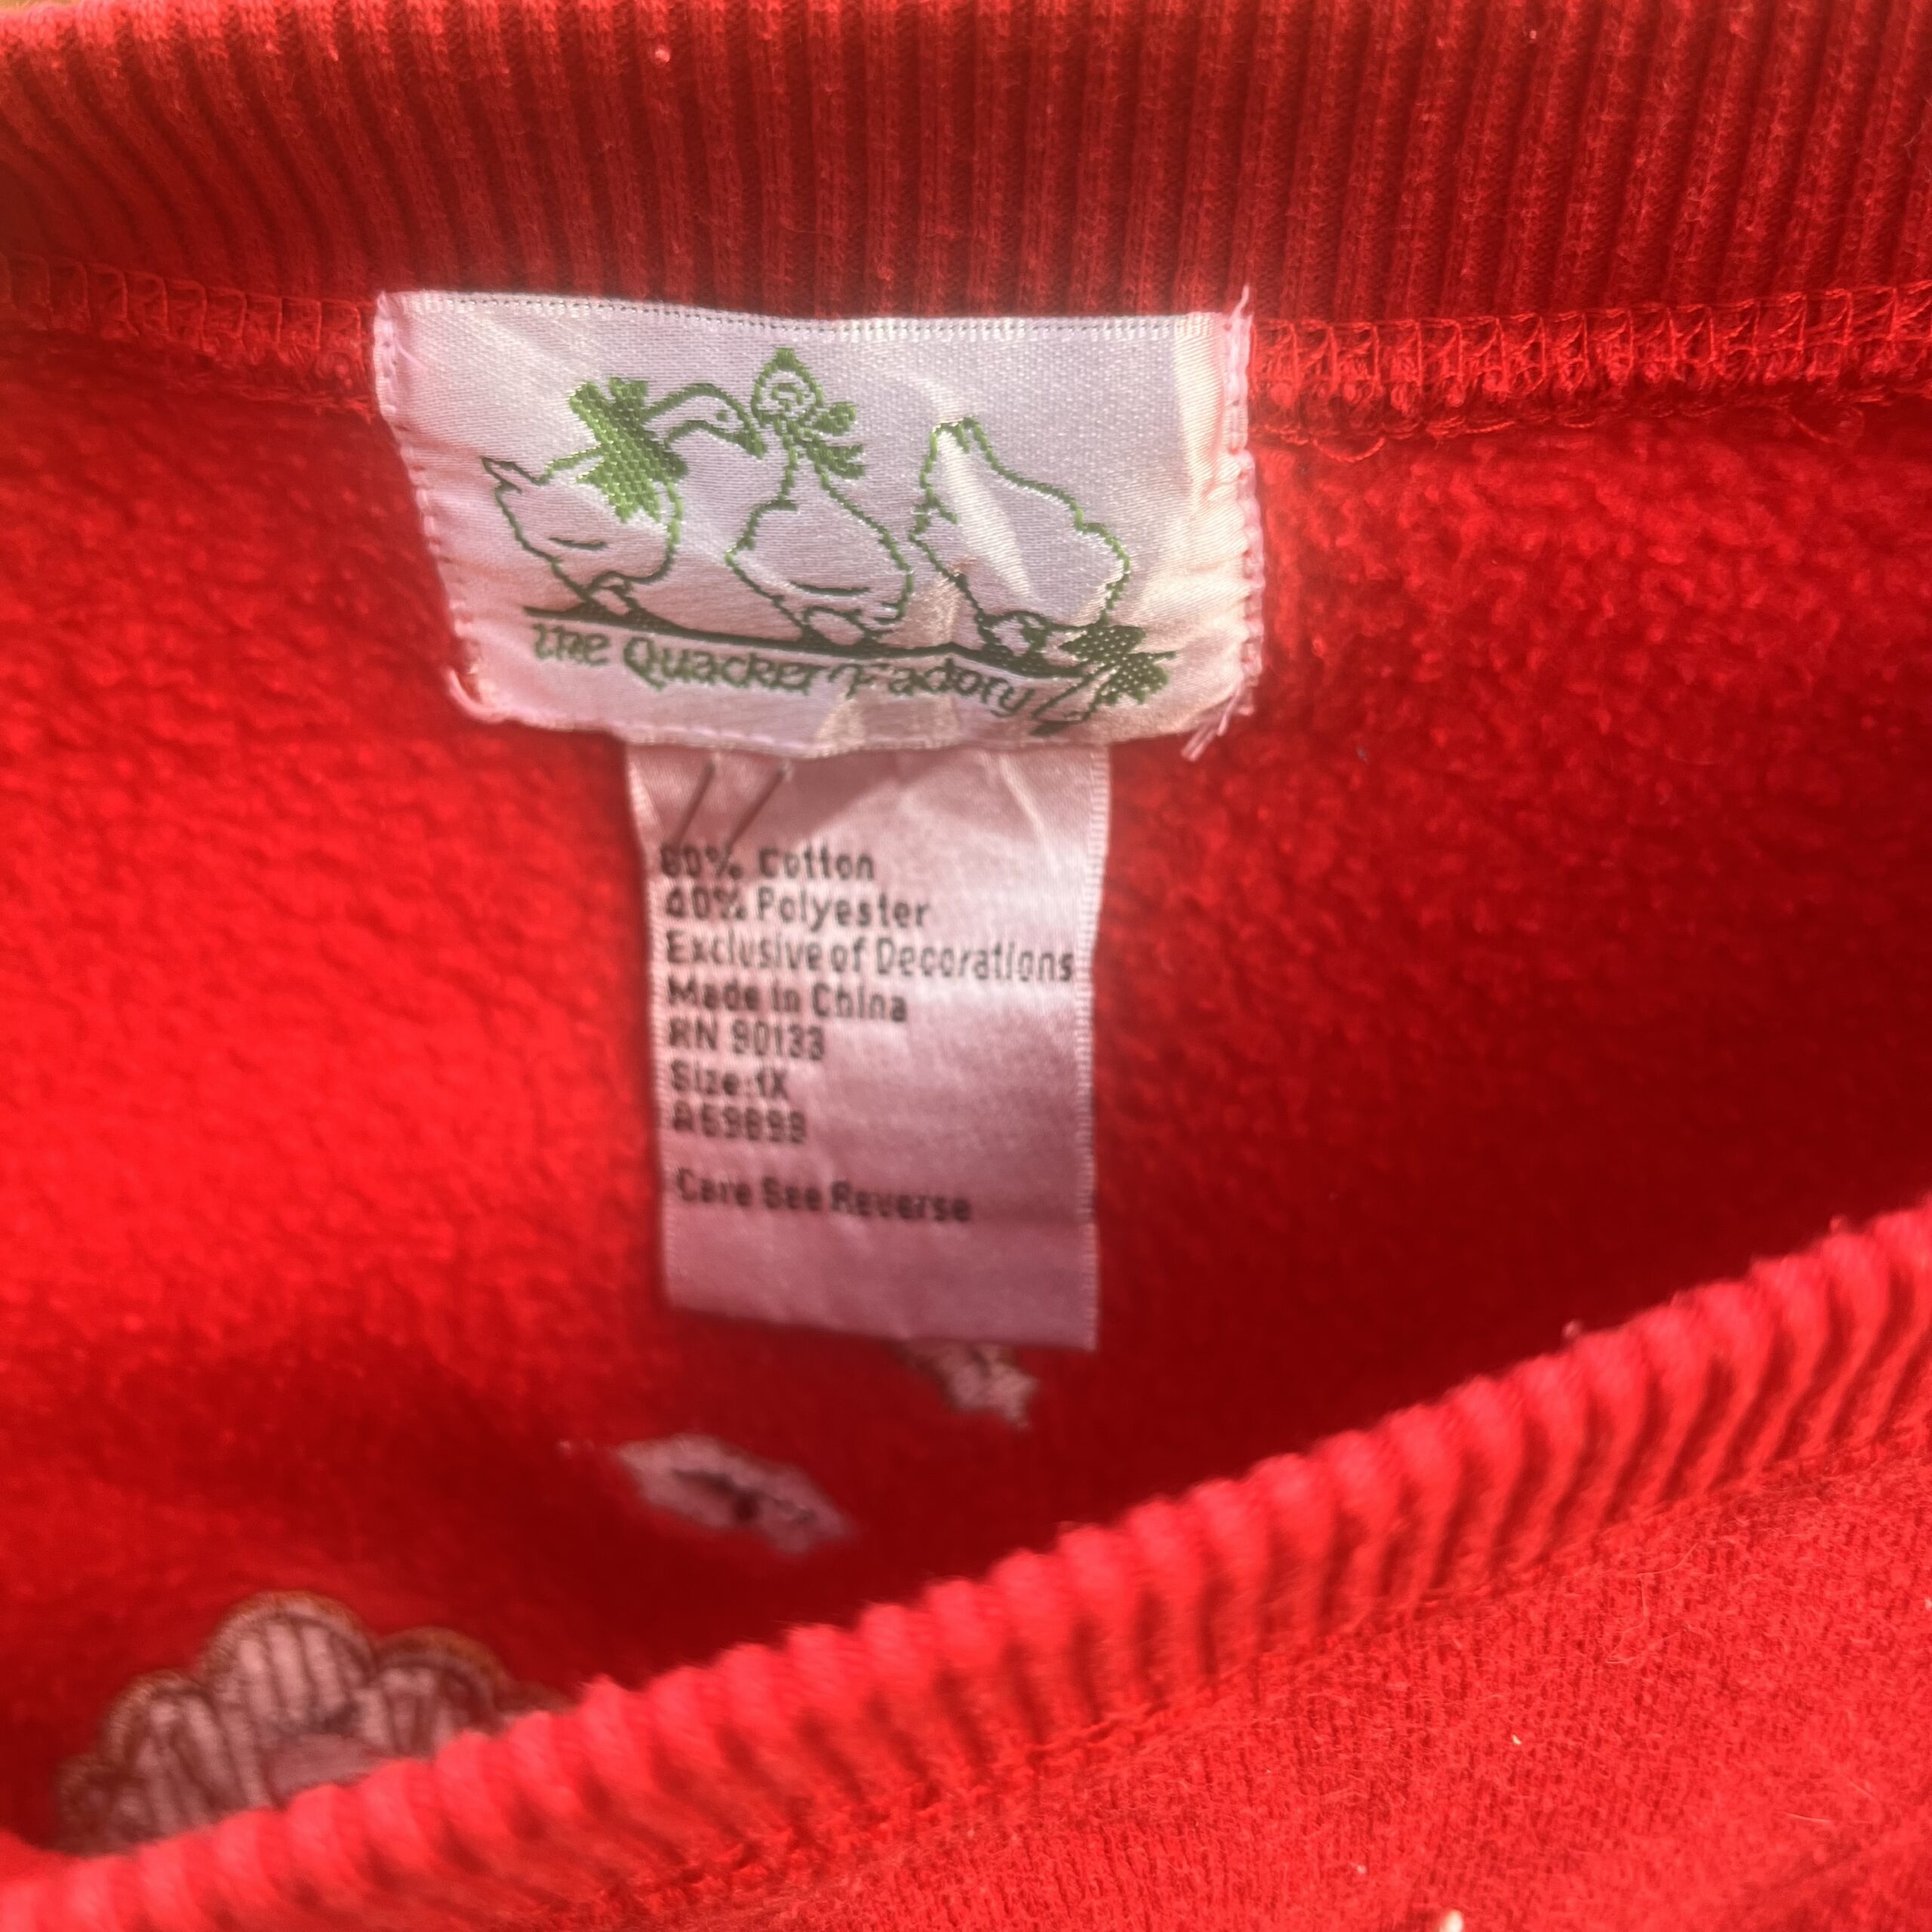 the Quacker Factory
60% Cotton
40% Polyester
Exclusive of Decorations
Made in China
RN 90133
Size:1X
A69893
Care See Reverse